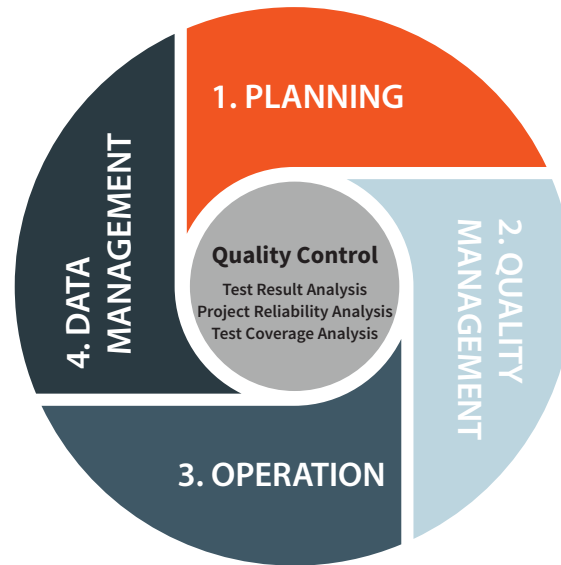 1. PLANNING
2. QUALITY
MANAGEMENT
3. OPERATION
4. DATA
MANAGEMENT
Quality Control
Test Result Analysis
Project Reliability Analysis
Test Coverage Analysis